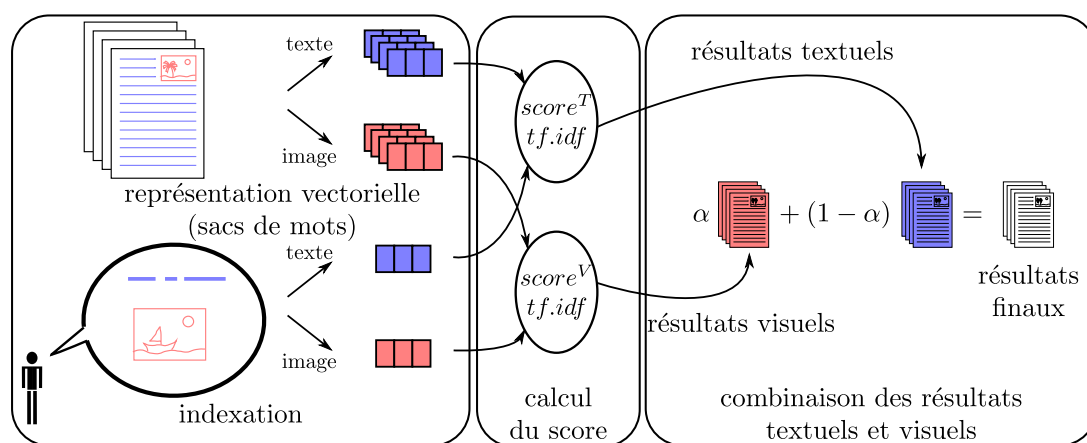 texte
image
représentation vectorielle
(sacs de mots)
texte
image
indexation
score^T
tf.idf
score^V
tf.idf
calcul
du score
résultats textuels
α + (1 − α) =
résultats
finaux
résultats visuels
combinaison des résultats
textuels et visuels